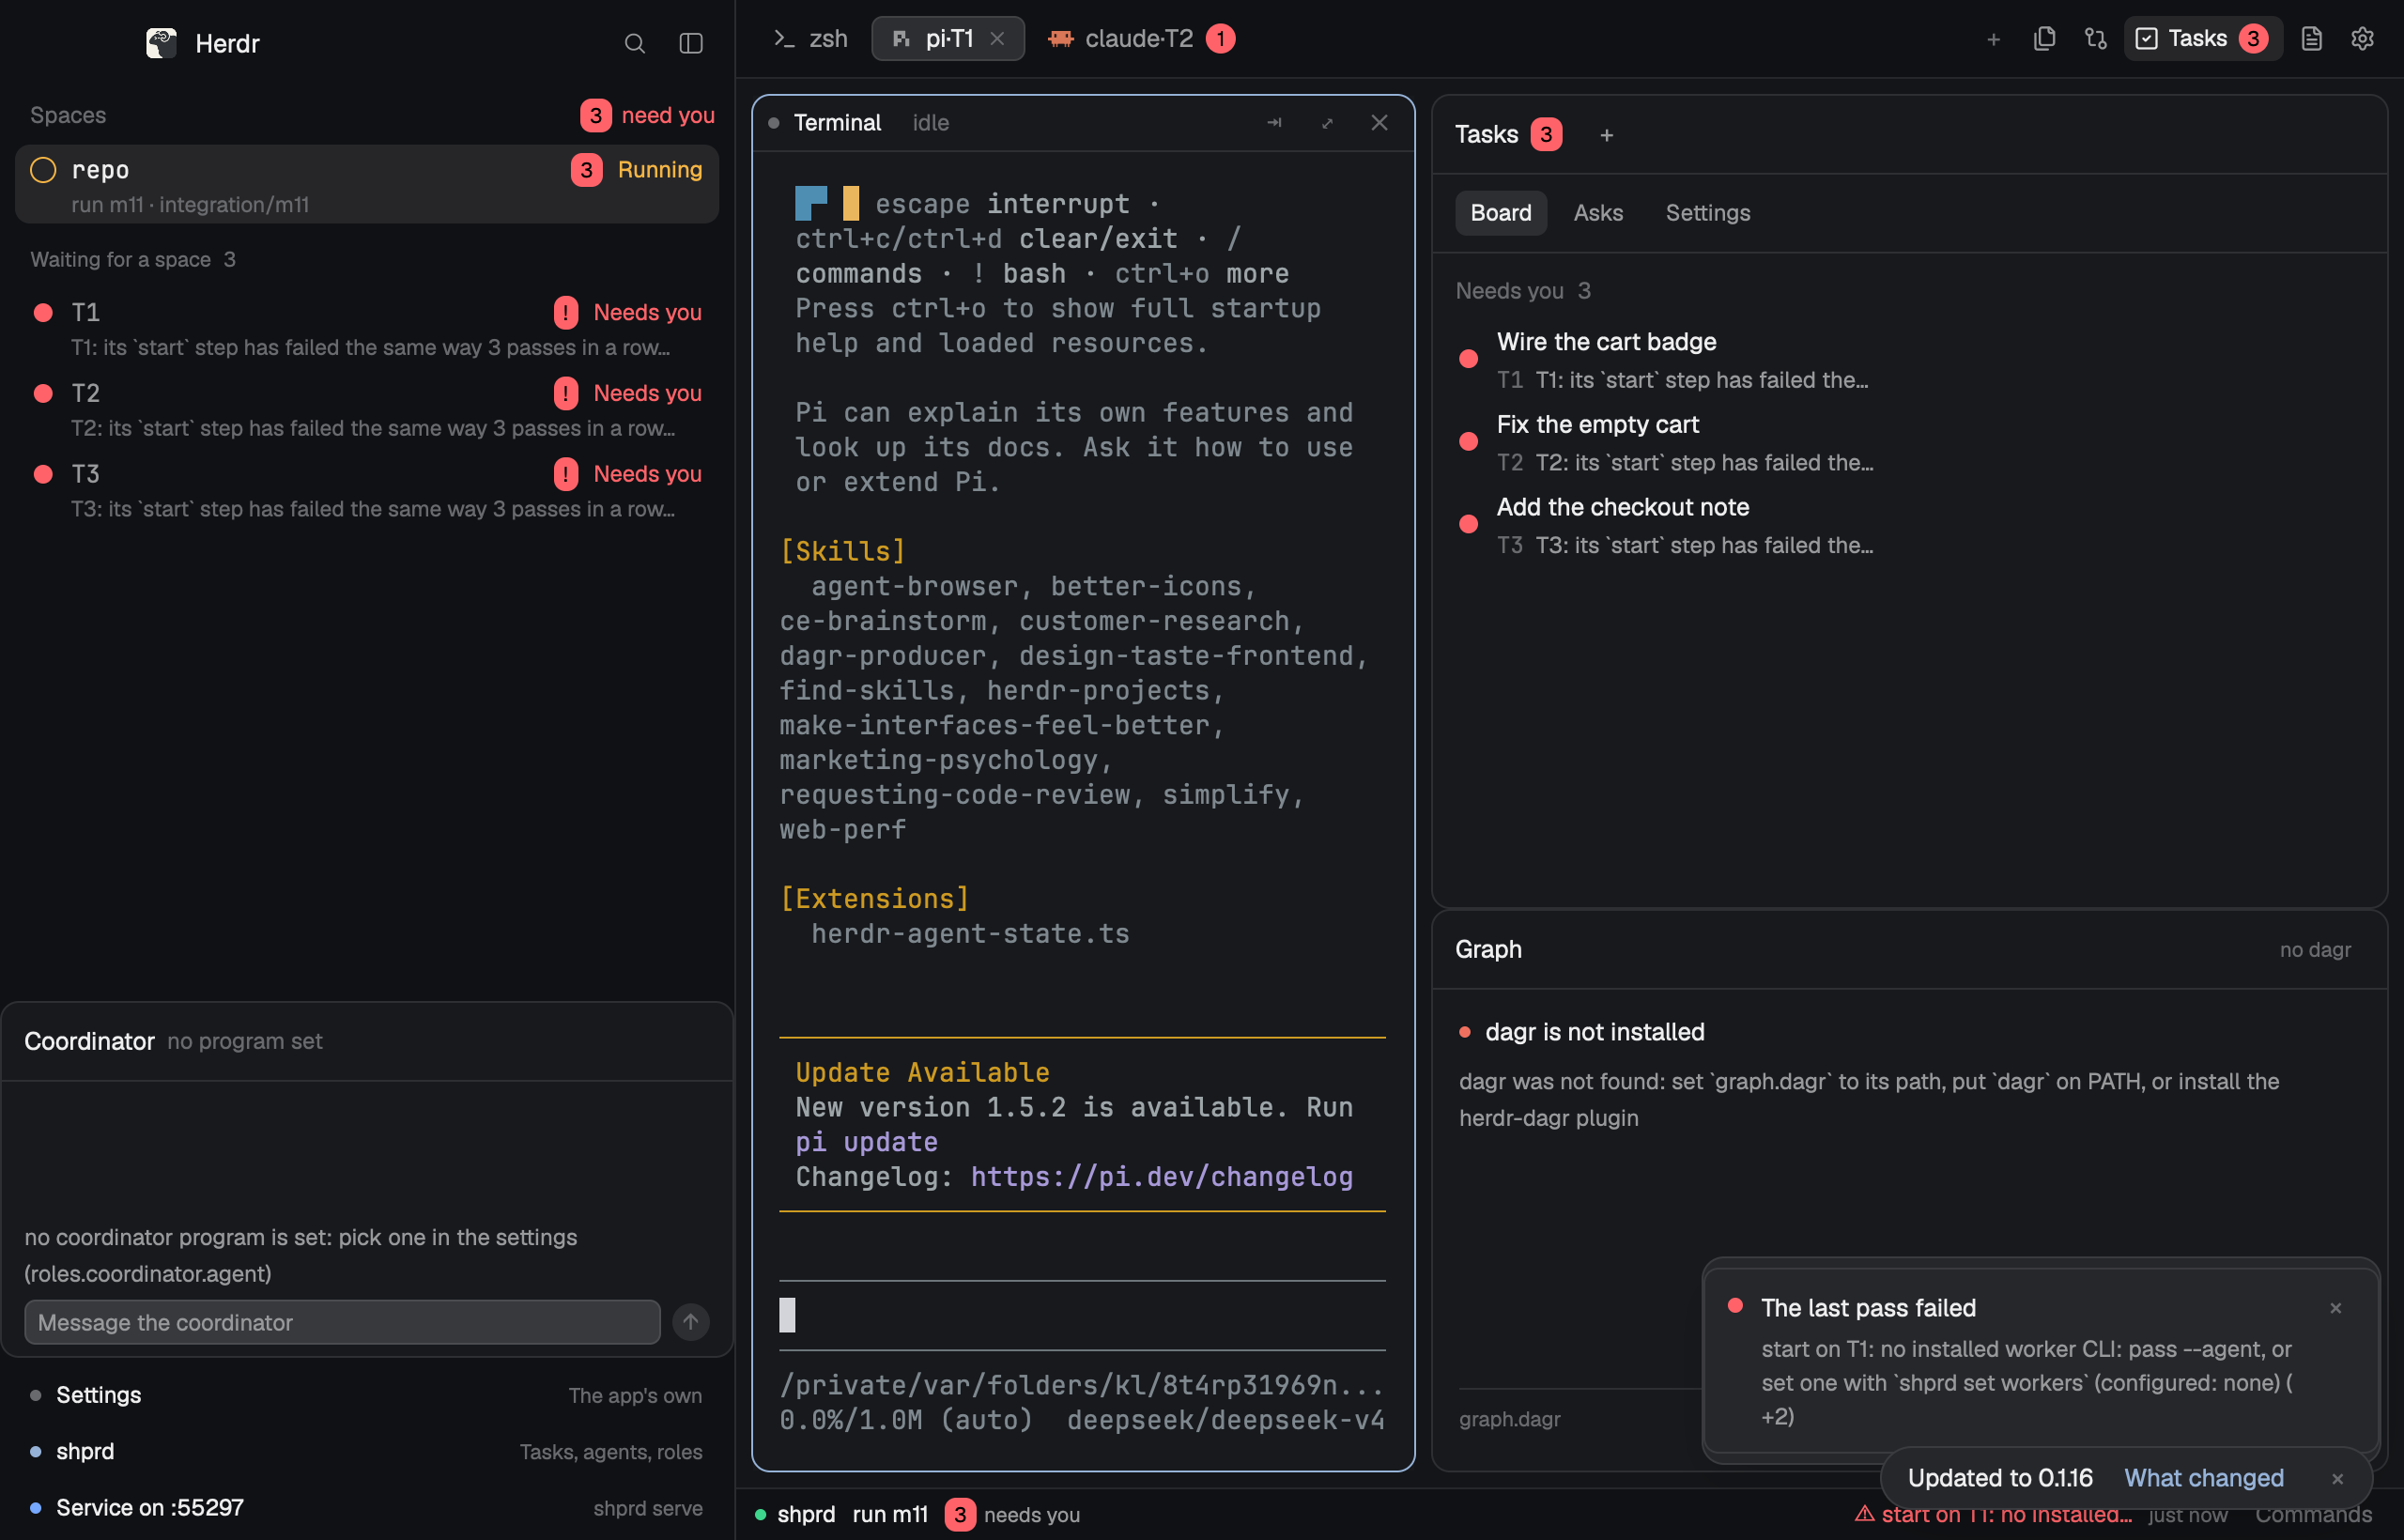 Herdr
Spaces
3 need you
repo
3 Running
run m11 · integration/m11
Waiting for a space 3
T1
! Needs you
T1: its `start` step has failed the same way 3 passes in a row...
T2
! Needs you
T2: its `start` step has failed the same way 3 passes in a row...
T3
! Needs you
T3: its `start` step has failed the same way 3 passes in a row...
Coordinator no program set
no coordinator program is set: pick one in the settings
(roles.coordinator.agent)
Message the coordinator
Settings
The app's own
shprd
Tasks, agents, roles
Service on :55297
shprd serve
zsh
pi·T1
claude·T2 1
Tasks 3
Terminal idle
escape interrupt ·
ctrl+c/ctrl+d clear/exit · /
commands · ! bash · ctrl+o more
Press ctrl+o to show full startup
help and loaded resources.
Pi can explain its own features and
look up its docs. Ask it how to use
or extend Pi.
[Skills]
agent-browser, better-icons,
ce-brainstorm, customer-research,
dagr-producer, design-taste-frontend,
find-skills, herdr-projects,
make-interfaces-feel-better,
marketing-psychology,
requesting-code-review, simplify,
web-perf
[Extensions]
herdr-agent-state.ts
Update Available
New version 1.5.2 is available. Run
pi update
Changelog: https://pi.dev/changelog
/private/var/folders/kl/8t4rp31969n...
0.0%/1.0M (auto) deepseek/deepseek-v4
Tasks 3 +
Board
Asks
Settings
Needs you 3
Wire the cart badge
T1 T1: its `start` step has failed the...
Fix the empty cart
T2 T2: its `start` step has failed the...
Add the checkout note
T3 T3: its `start` step has failed the...
Graph
no dagr
dagr is not installed
dagr was not found: set `graph.dagr` to its path, put `dagr` on PATH, or install the
herdr-dagr plugin
graph.dagr
The last pass failed
start on T1: no installed worker CLI: pass --agent, or
set one with `shprd set workers` (configured: none) (
+2)
Updated to 0.1.16 What changed
shprd run m11 3 needs you
start on T1: no installed... just now Commands